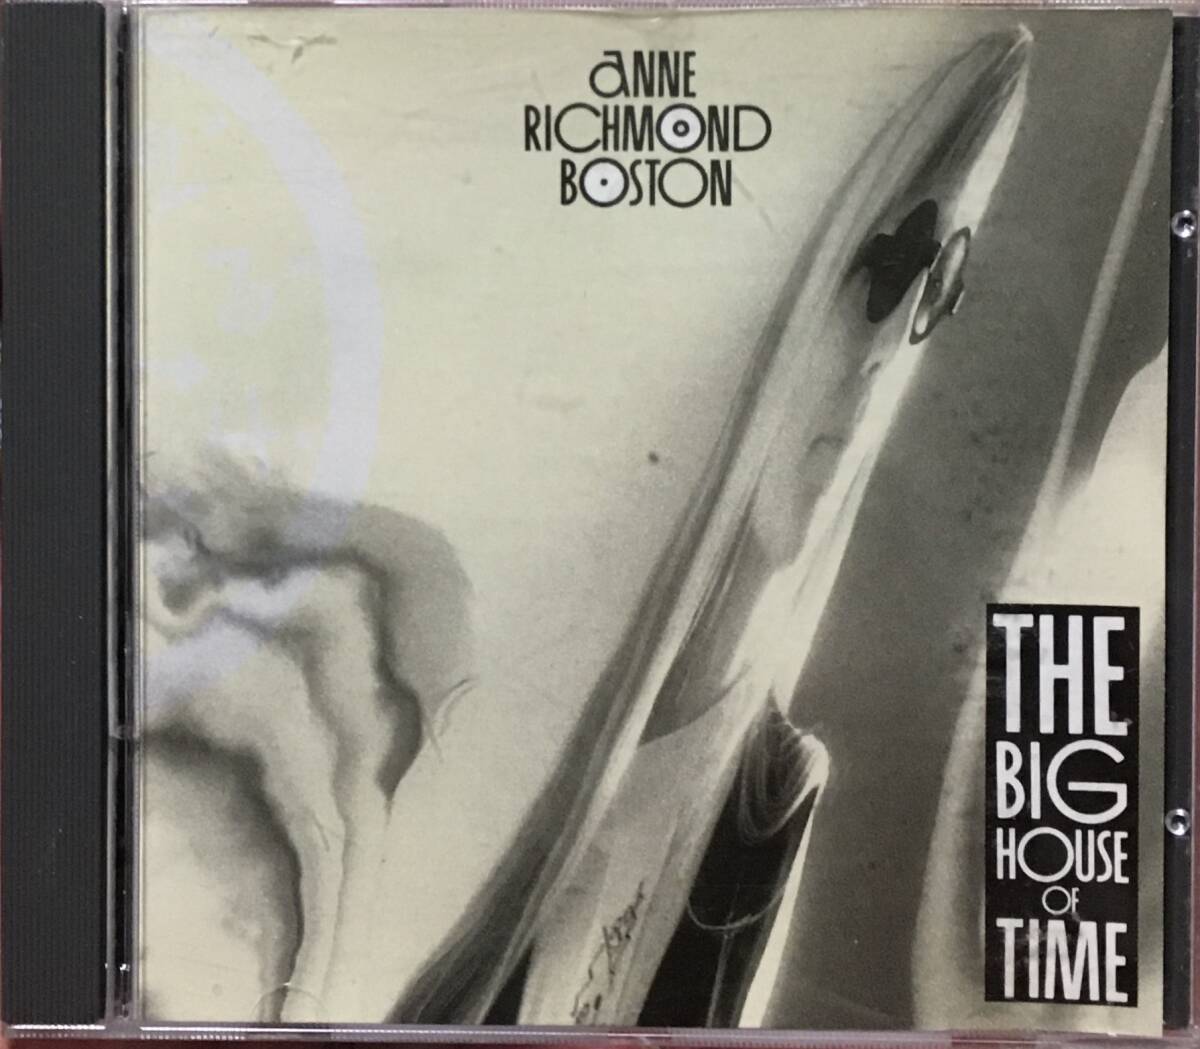 aNNE
RICHMOND
BOSTON
THE
BIG
HOUSE
OF
TIME